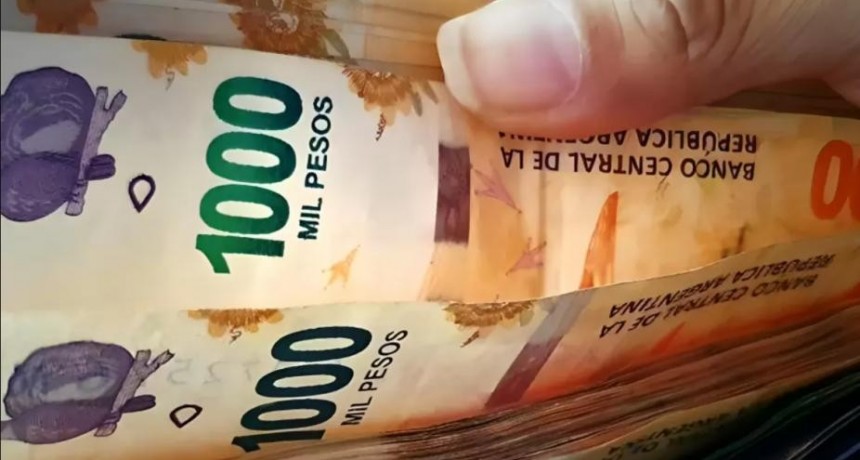 1000
MIL PESOS
BANCO CENTRAL DE LA
REPÚBLICA ARGENTINA
1000
MIL PESOS
BANCO CENTRAL DE LA
REPÚBLICA ARGENTINA